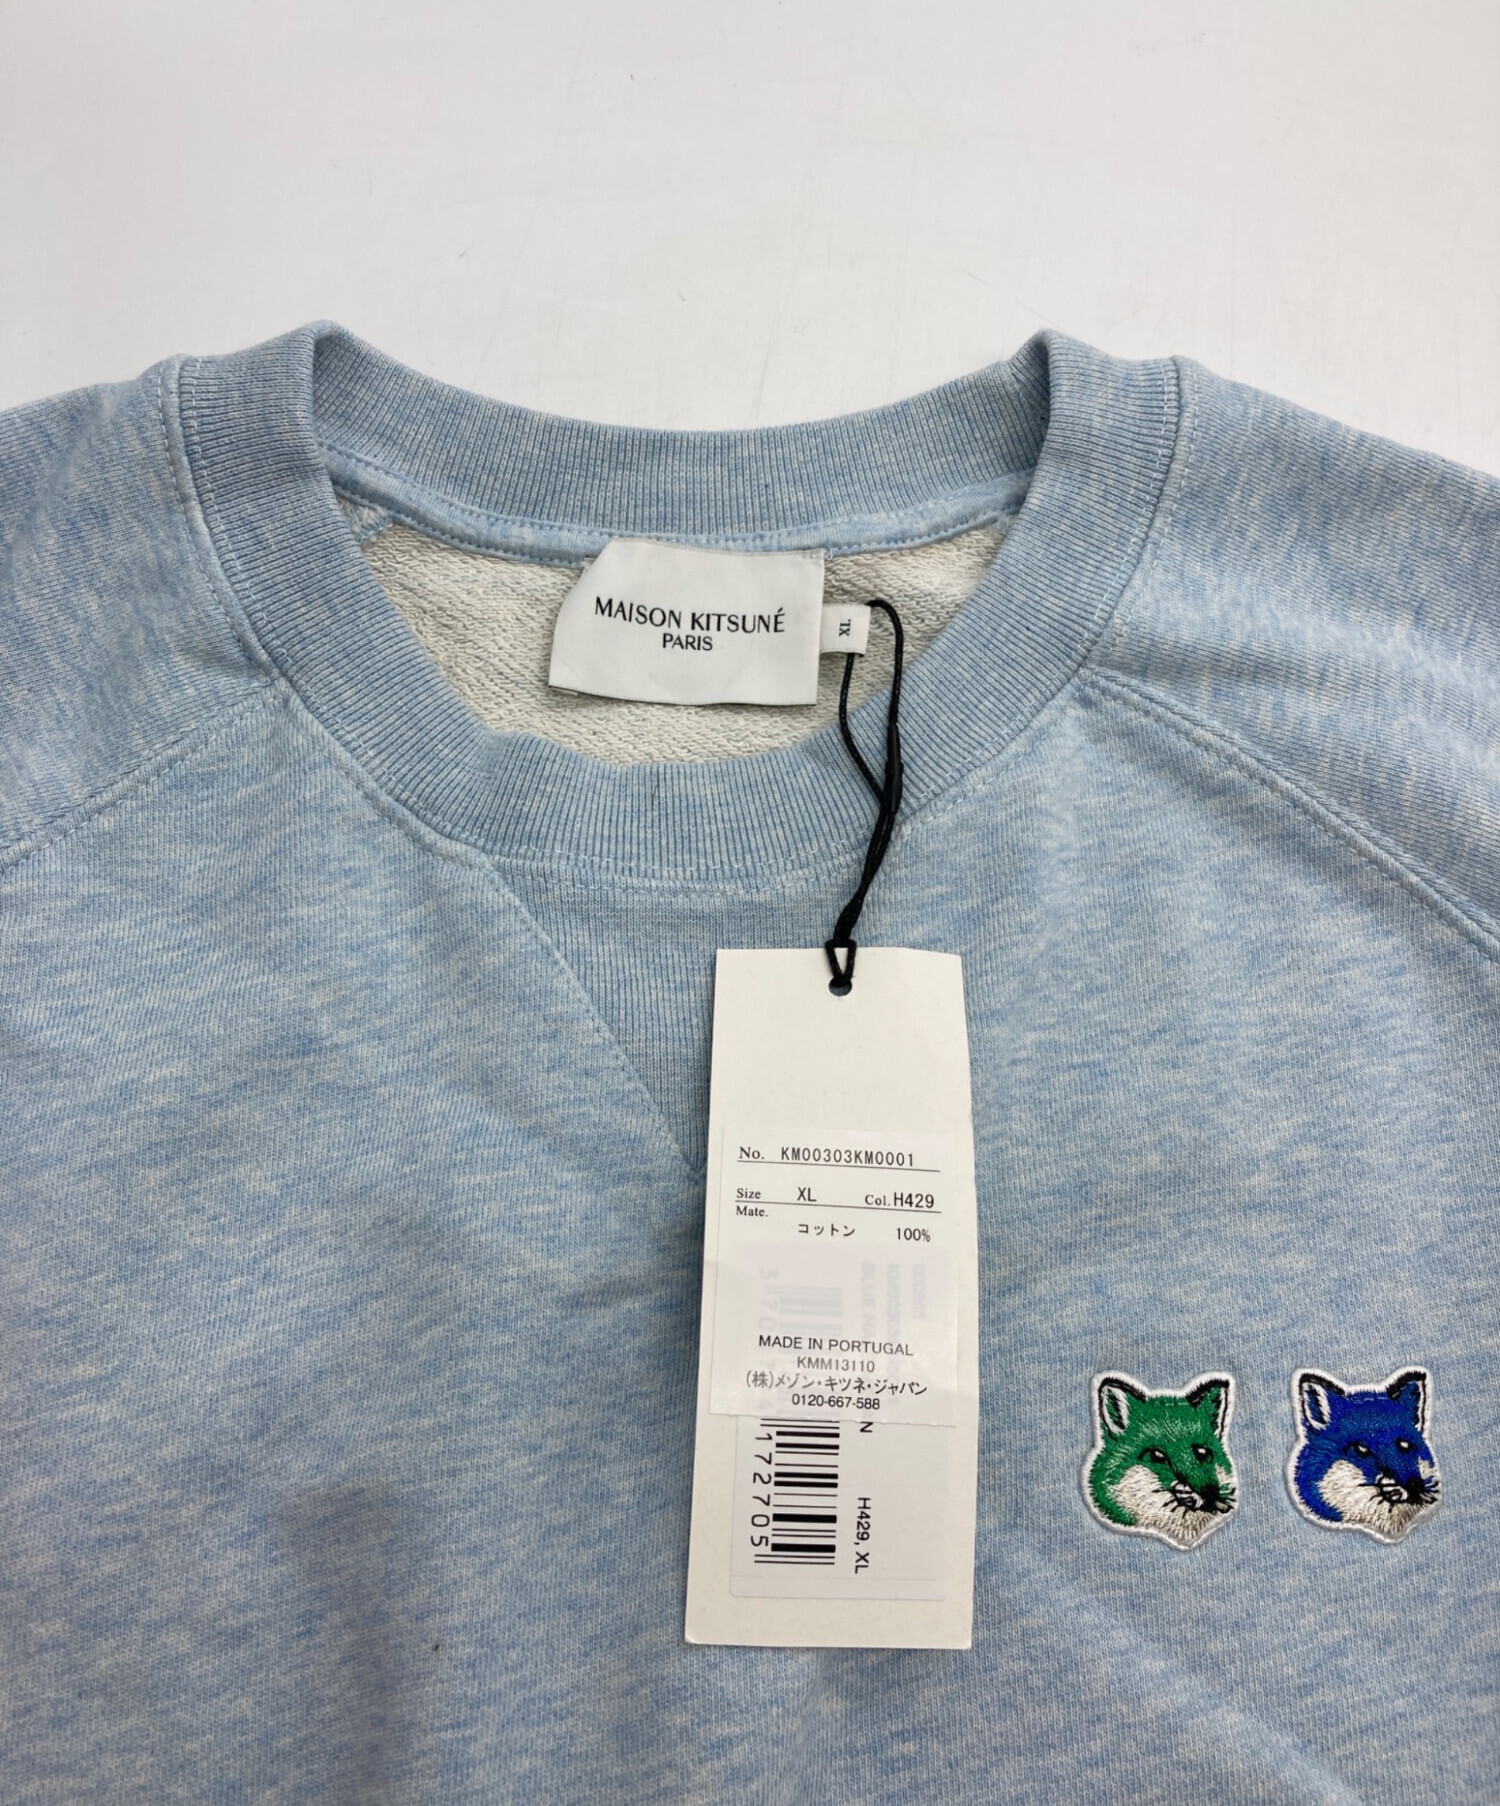 MAISON KITSUNÉ
PARIS
XL
No. KM00303KM0001
Size XL Col. H429
Mate.
コットン 100%
MADE IN PORTUGAL
KMM13110
(株)メゾン・キツネ・ジャパン
0120-667-588
N
H429, XL
172705